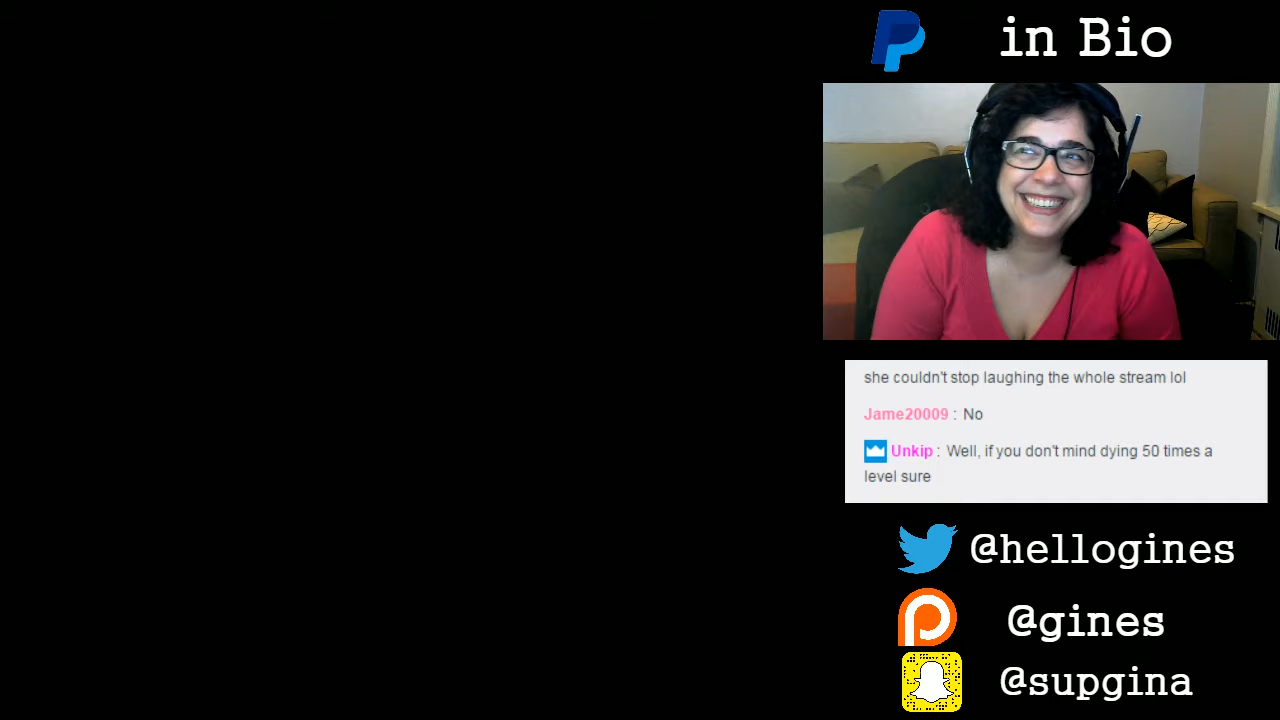 in Bio
she couldn't stop laughing the whole stream lol
Jame20009 : No
Unkip : Well, if you don't mind dying 50 times a
level sure
@hellogines
@gines
@supgina